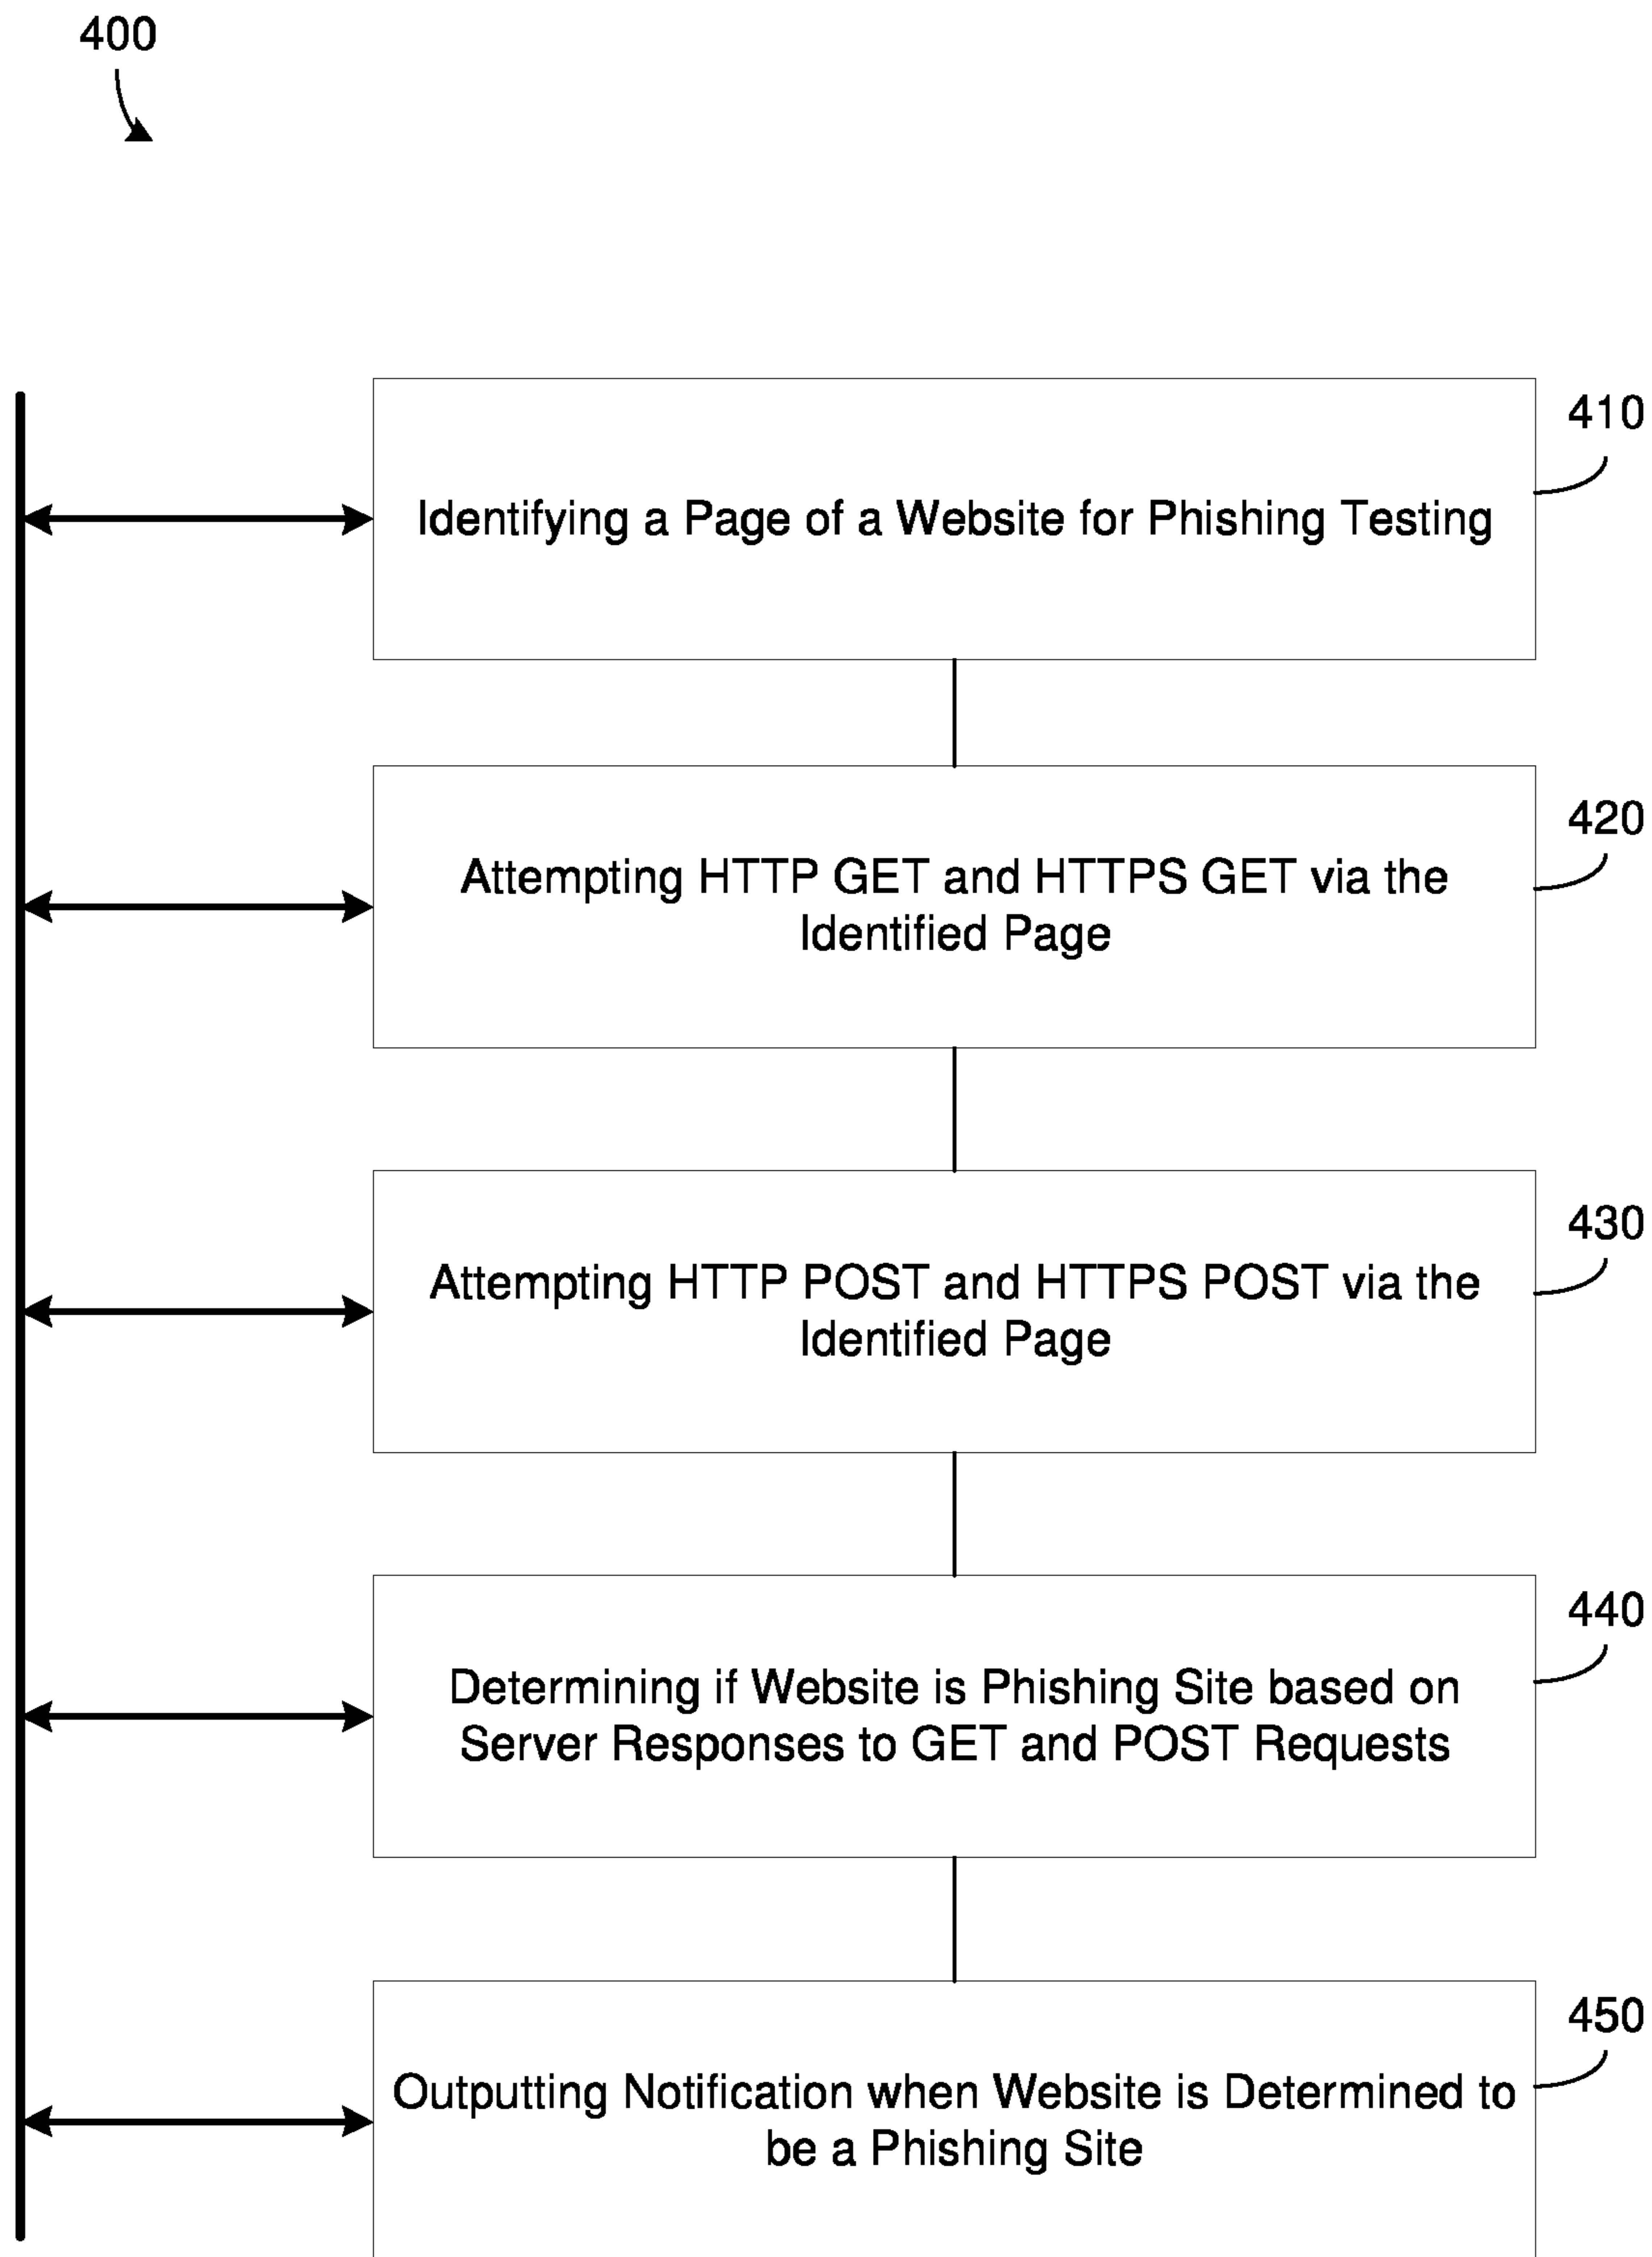 400
410
Identifying a Page of a Website for Phishing Testing
420
Attempting HTTP GET and HTTPS GET via the
Identified Page
430
Attempting HTTP POST and HTTPS POST via the
Identified Page
440
Determining if Website is Phishing Site based on
Server Responses to GET and POST Requests
450
Outputting Notification when Website is Determined to
be a Phishing Site